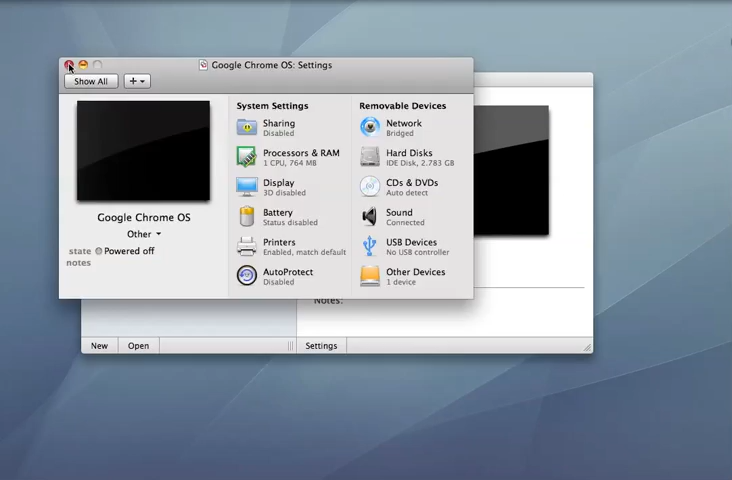 Google Chrome OS: Settings
Show All
System Settings
Removable Devices
Sharing
Disabled
Network
Bridged
Processors & RAM
1 CPU, 764 MB
Hard Disks
IDE Disk, 2.783 GB
Display
3D disabled
CDs & DVDs
Auto detect
Google Chrome OS
Other
Battery
Status disabled
Sound
Connected
state Powered off
notes
Printers
Enabled, match default
USB Devices
No USB controller
AutoProtect
Disabled
Other Devices
1 device
Notes:
New
Open
Settings